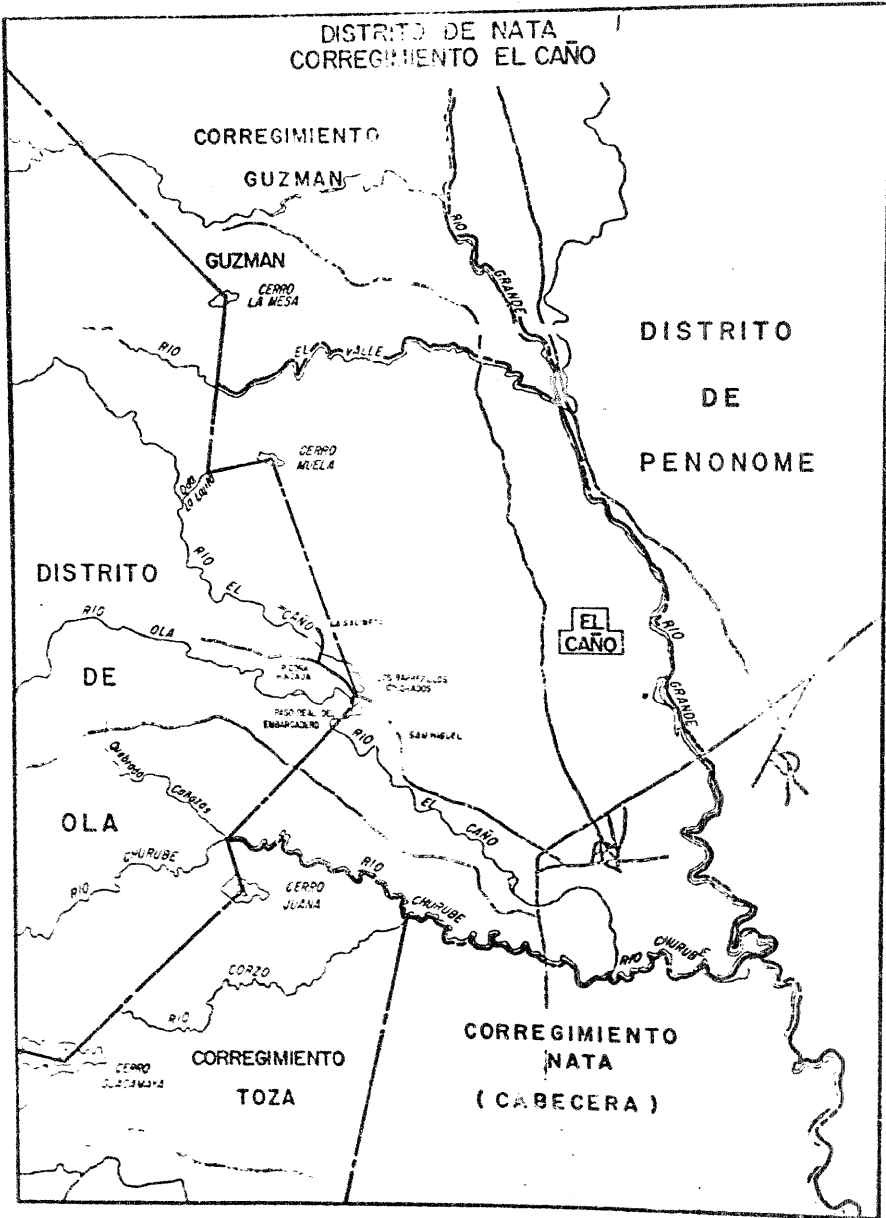 DISTRITO DE NATA
CORREGIMIENTO EL CAÑO
CORREGIMIENTO
GUZMAN
GUZMAN
CERRO
LA MESA
RIO
GRANDE
DISTRITO
DE
PENONOME
RIO
EL VALLE
CERRO
MUELA
Qda
RIO
EL
CAÑO
DISTRITO
DE
OLA
RIO
OLA
EL
CAÑO
RIO
GRANDE
PASO REAL DE
EMBARCADERO
SAN MIGUEL
RIO
EL
CAÑO
Quebrada
Cañazas
RIO
CHURUBE
RIO
CHURUBE
CERRO
JUANA
RIO
CORZO
RIO CHURUBE
CERRO
GUACAMAYA
CORREGIMIENTO
TOZA
CORREGIMIENTO
NATA
( CABECERA )